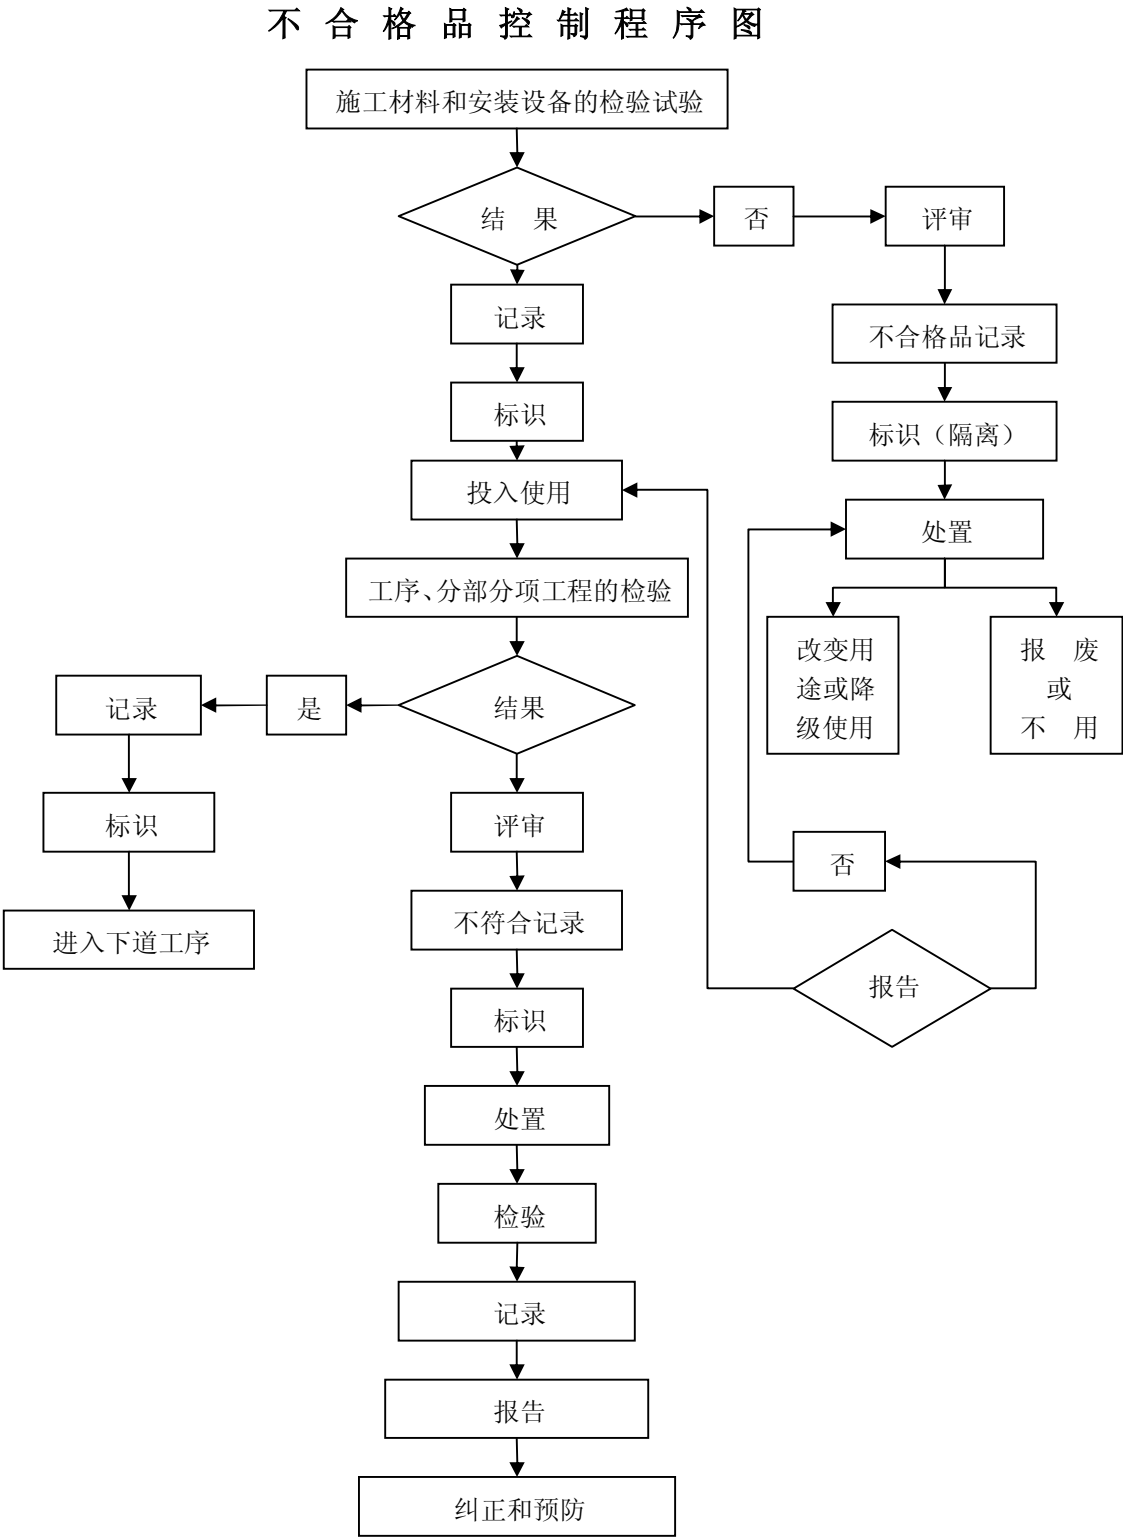 不合格品控制程序图
施工材料和安装设备的检验试验
结 果
否
评审
记录
不合格品记录
标识
标识（隔离）
投入使用
处置
工序、分部分项工程的检验
改变用
途或降
级使用
报 废
或
不 用
结果
是
记录
标识
进入下道工序
评审
否
不符合记录
报告
标识
处置
检验
记录
报告
纠正和预防